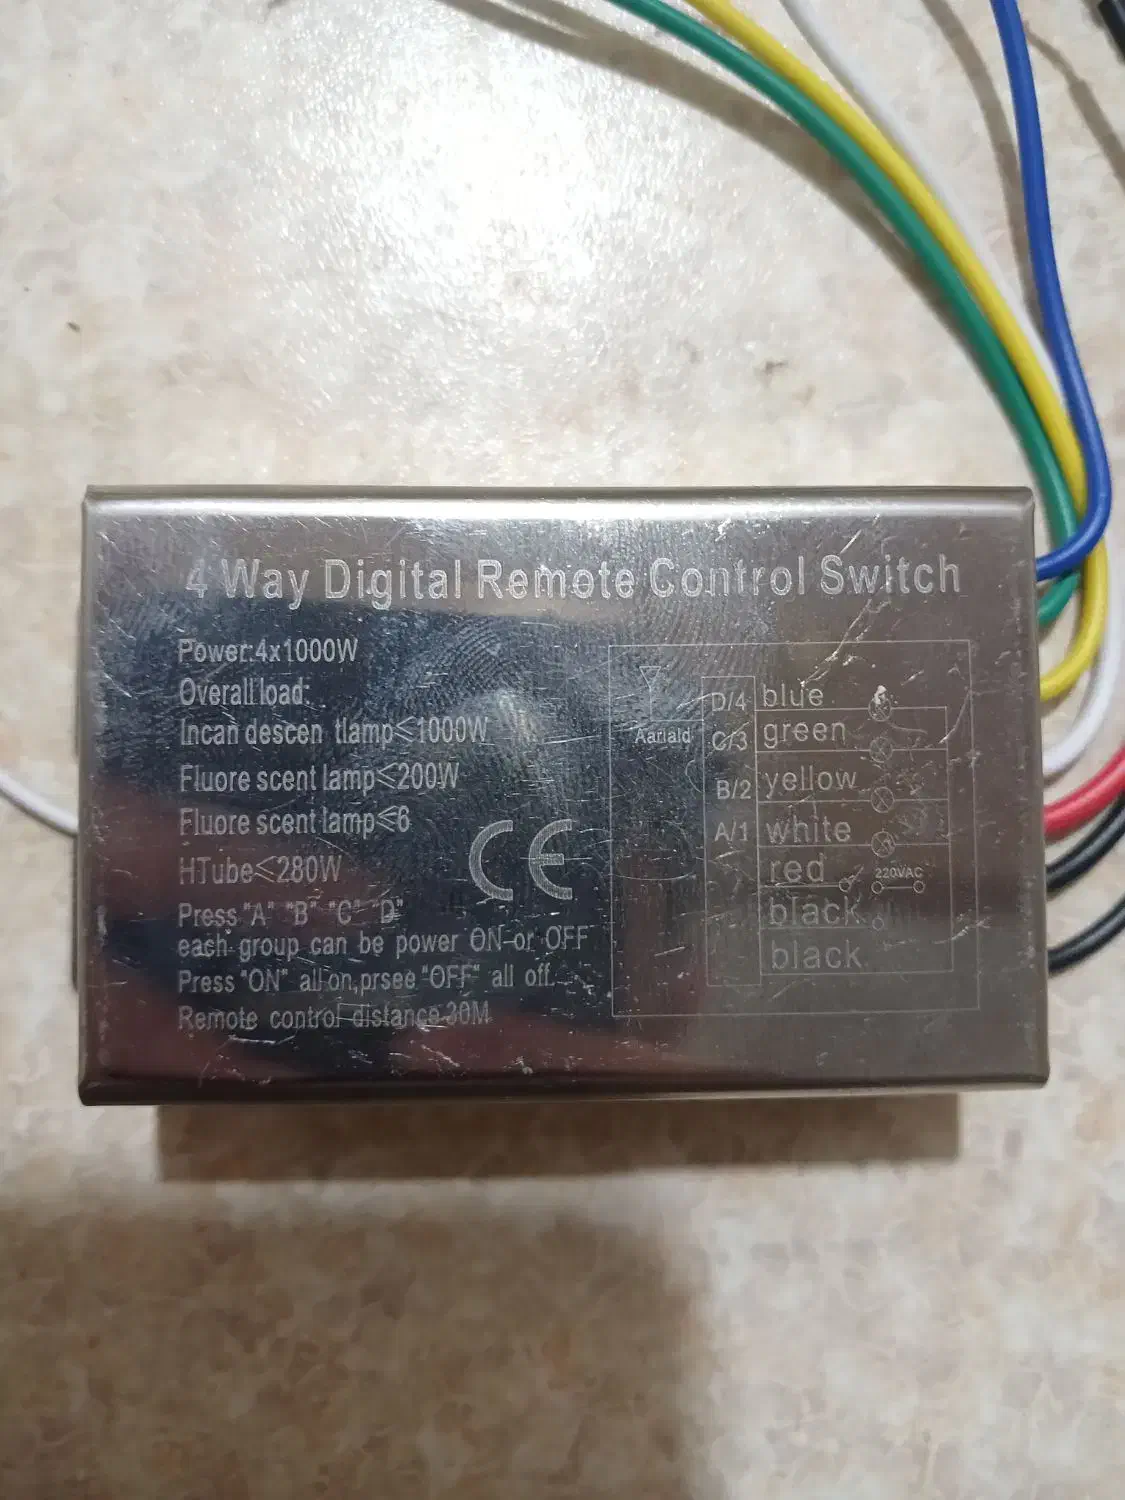 4 Way Digital Remote Control Switch
Power:4x1000W
Overall load:
Incan descen tlamp≤1000W
Fluore scent lamp≤200W
Fluore scent lamp≤6
HTube≤280W
Press "A" "B" "C" "D"
each group can be power ON or OFF
Press "ON" all on,prsee "OFF" all off.
Remote control distance 30M
CE
Aariald
D/4 blue
C/3 green
B/2 yellow
A/1 white
red 220VAC
black
black